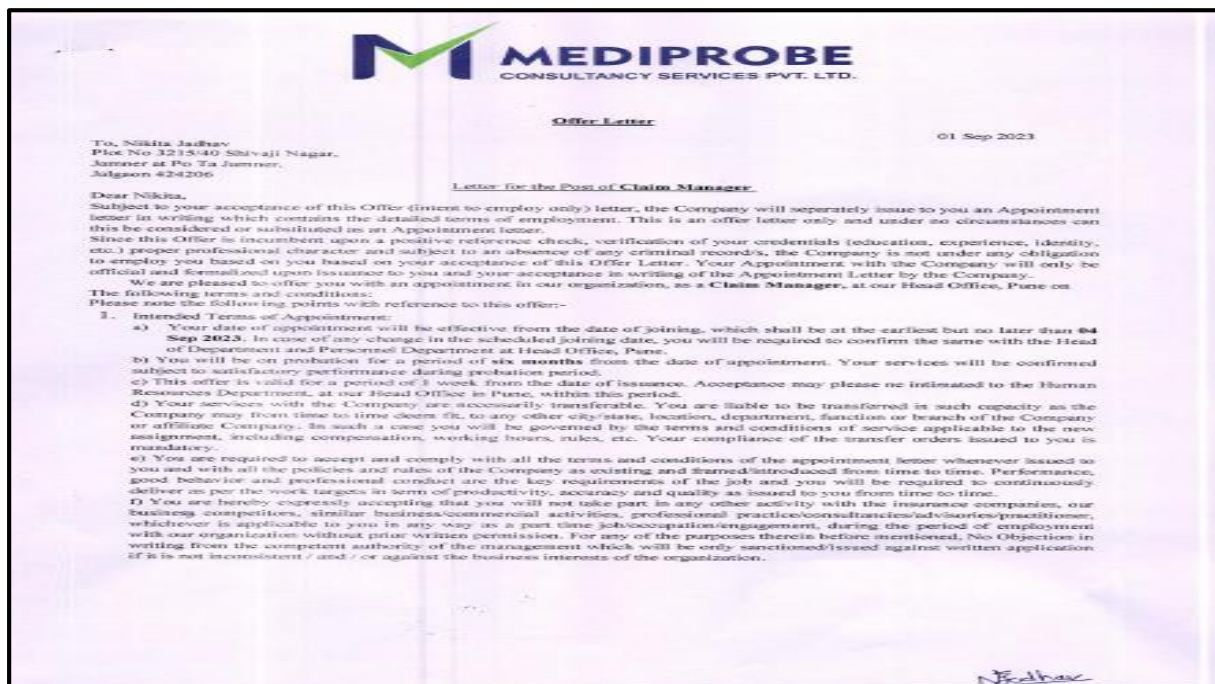 MEDIPROBE
CONSULTANCY SERVICES PVT. LTD.
Offer Letter
01 Sep 2023
To, Nikita Jadhav
Plot No 3215/40 Shivaji Nagar,
Jamner at Po Ta Jamner,
Jalgaon 424206
Letter for the Post of Claim Manager
Dear Nikita,
Subject to your acceptance of this Offer (intent to employ only) letter, the Company will separately issue to you an Appointment
letter in writing which contains the detailed terms of employment. This is an offer letter only and under no circumstances can
this be considered or substituted as an Appointment letter.
Since this Offer is incumbent upon a positive reference check, verification of your credentials (education, experience, identity,
etc.) proper professional character and subject to an absence of any criminal record/s, the Company is not under any obligation
to employ you based on you based on your acceptance of this Offer Letter. Your Appointment with the Company will only be
official and formalized upon issuance to you and your acceptance in writing of the Appointment Letter by the Company.
We are pleased to offer you with an appointment in our organization, as a Claim Manager, at our Head Office, Pune on
The following terms and conditions:
Please note the following points with reference to this offer:-
1. Intended Terms of Appointment:
a) Your date of appointment will be effective from the date of joining, which shall be at the earliest but no later than 04
Sep 2023. In case of any change in the scheduled joining date, you will be required to confirm the same with the Head
of Department and Personnel Department at Head Office, Pune.
b) You will be on probation for a period of six months from the date of appointment. Your services will be confirmed
subject to satisfactory performance during probation period.
c) This offer is valid for a period of 1 week from the date of issuance. Acceptance may please ne intimated to the Human
Resources Department, at our Head Office in Pune, within this period.
d) Your services with the Company are necessarily transferable. You are liable to be transferred in such capacity as the
Company may from time to time deem fit, to any other city/state, location, department, function or branch of the Company
or affiliate Company. In such a case you will be governed by the terms and conditions of service applicable to the new
assignment, including compensation, working hours, rules, etc. Your compliance of the transfer orders issued to you is
mandatory.
e) You are required to accept and comply with all the terms and conditions of the appointment letter whenever issued to
you and with all the policies and rules of the Company as existing and framed/introduced from time to time. Performance,
good behavior and professional conduct are the key requirements of the job and you will be required to continuously
deliver as per the work targets in term of productivity, accuracy and quality as issued to you from time to time.
f) You are hereby expressly accepting that you will not take part in any other activity with the insurance companies, our
business competitors, similar business/commercial activities, professional practice/consultancies/advisories/practitioner,
whichever is applicable to you in any way as a part time job/occupation/engagement, during the period of employment
with our organization without prior written permission. For any of the purposes therein before mentioned, No Objection in
writing from the competent authority of the management which will be only sanctioned/issued against written application
if it is not inconsistent / and / or against the business interests of the organization.